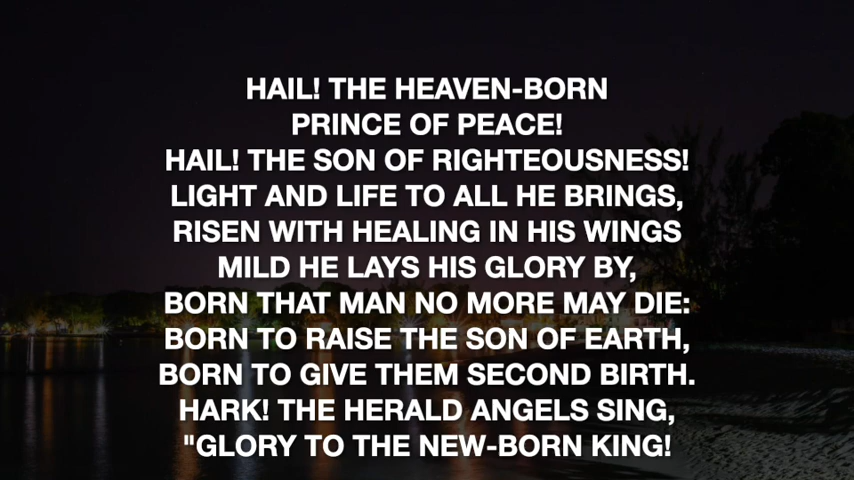 HAIL! THE HEAVEN-BORN
PRINCE OF PEACE!
HAIL! THE SON OF RIGHTEOUSNESS!
LIGHT AND LIFE TO ALL HE BRINGS,
RISEN WITH HEALING IN HIS WINGS
MILD HE LAYS HIS GLORY BY,
BORN THAT MAN NO MORE MAY DIE:
BORN TO RAISE THE SON OF EARTH,
BORN TO GIVE THEM SECOND BIRTH.
HARK! THE HERALD ANGELS SING,
"GLORY TO THE NEW-BORN KING!